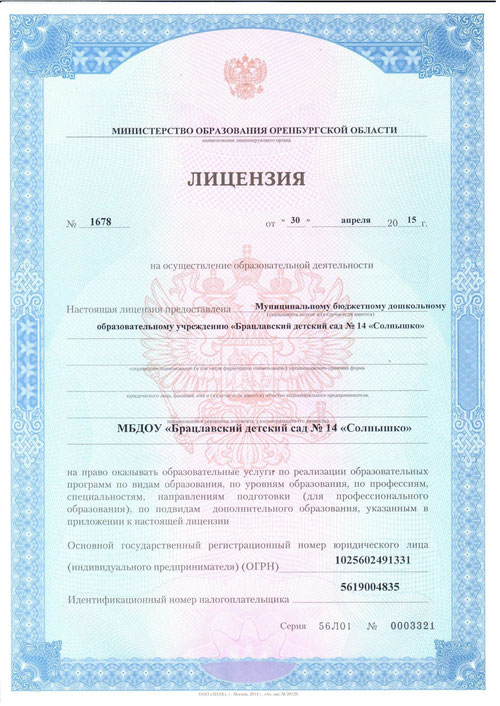 МИНИСТЕРСТВО ОБРАЗОВАНИЯ ОРЕНБУРГСКОЙ ОБЛАСТИ
наименование лицензирующего органа
ЛИЦЕНЗИЯ
№ 1678 от « 30 » апреля 20 15 г.
на осуществление образовательной деятельности
Настоящая лицензия предоставлена Муниципальному бюджетному дошкольному
образовательному учреждению «Брацлавский детский сад № 14 «Солнышко»
МБДОУ «Брацлавский детский сад № 14 «Солнышко»
на право оказывать образовательные услуги по реализации образовательных
программ по видам образования, по уровням образования, по профессиям,
специальностям, направлениям подготовки (для профессионального
образования), по подвидам дополнительного образования, указанным в
приложении к настоящей лицензии
Основной государственный регистрационный номер юридического лица
(индивидуального предпринимателя) (ОГРН) 1025602491331
Идентификационный номер налогоплательщика 5619004835
Серия 56Л01 № 0003321